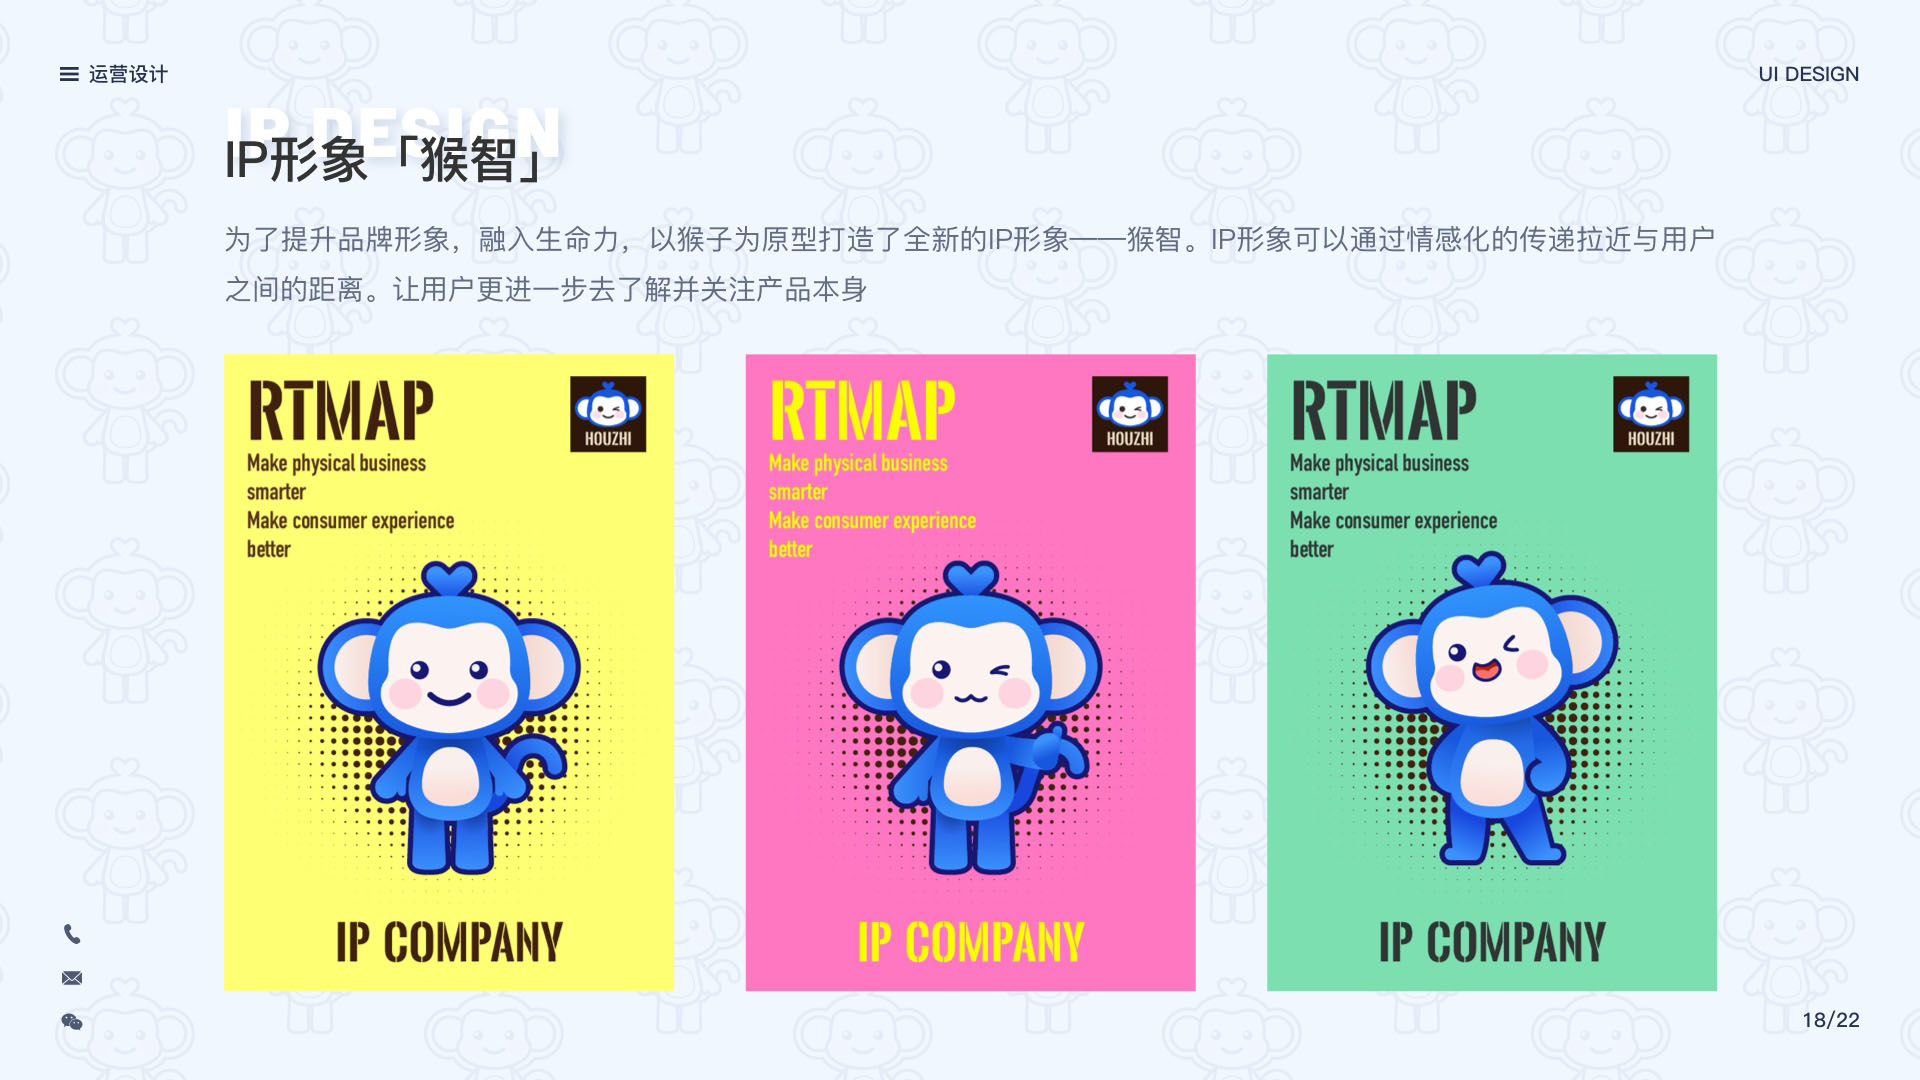 运营设计
UI DESIGN
IP DESIGN
IP形象「猴智」
为了提升品牌形象，融入生命力，以猴子为原型打造了全新的IP形象——猴智。IP形象可以通过情感化的传递拉近与用户
之间的距离。让用户更进一步去了解并关注产品本身
RTMAP
HOUZHI
Make physical business
smarter
Make consumer experience
better
IP COMPANY
RTMAP
HOUZHI
Make physical business
smarter
Make consumer experience
better
IP COMPANY
RTMAP
HOUZHI
Make physical business
smarter
Make consumer experience
better
IP COMPANY
18/22